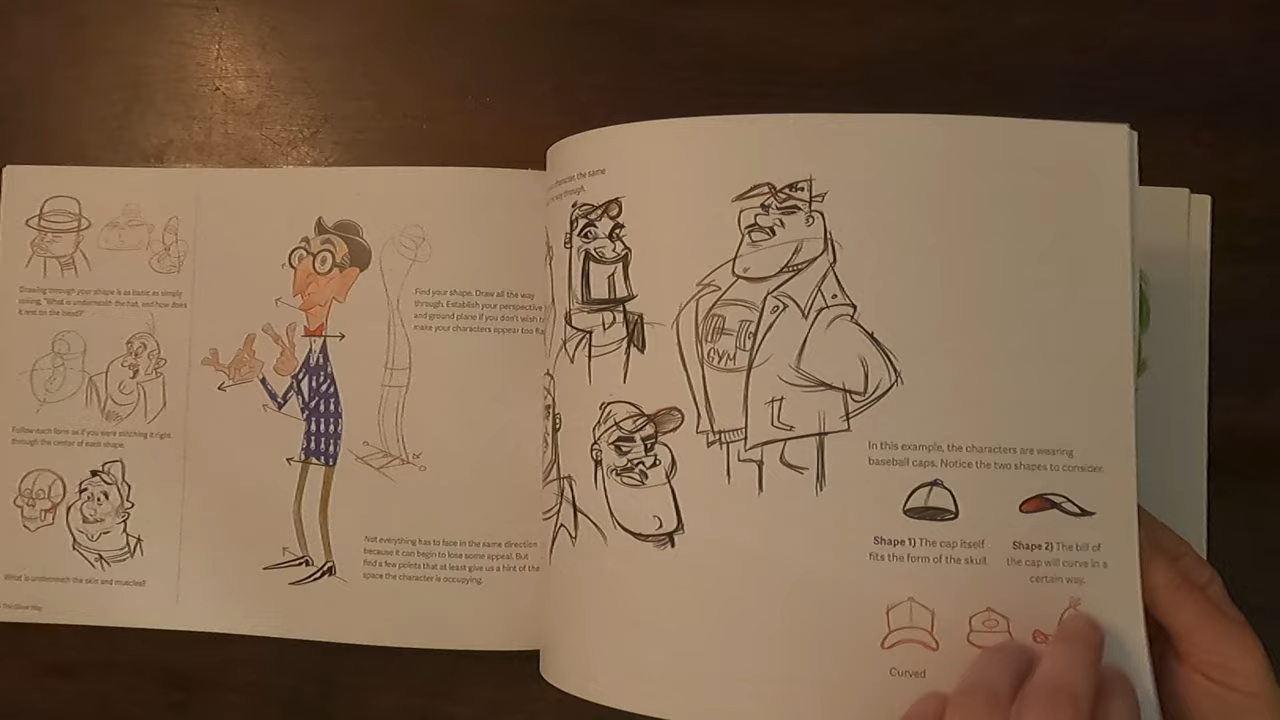 Drawing through your shape is as basic as simply
asking, "What is underneath the hat, and how does
it rest on the head?"
Follow each form as if you were stitching it right
through the center of each shape.
What is underneath the skin and muscles?
Find your shape. Draw all the way
through. Establish your perspective
and ground plane if you don't wish to
make your characters appear too
Not everything has to face in the same direction
because it can begin to lose some appeal. But
find a few points that at least give us a hint of the
space the character is occupying.
character, the same
way through.
GYM
In this example, the characters are wearing
baseball caps. Notice the two shapes to consider.
Shape 1) The cap itself
fits the form of the skull.
Shape 2) The bill of
the cap will curve in a
certain way.
Curved